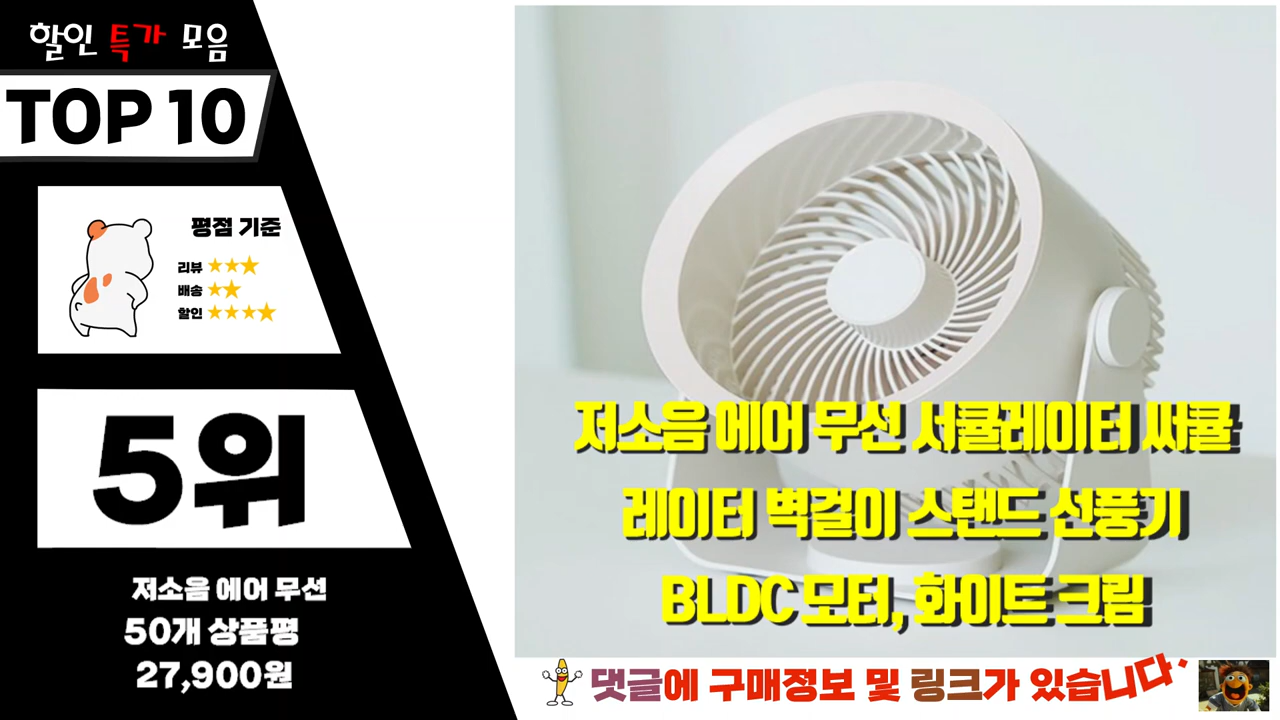 할인 특가 모음
TOP 10
평점 기준
리뷰 ★★★
배송 ★★
할인 ★★★★
5위
저소음 에어 무선
50개 상품평
27,900원
저소음 에어 무선 서큘레이터 써큘
레이터 벽걸이 스탠드 선풍기
BLDC 모터, 화이트 크림
댓글에 구매정보 및 링크가 있습니다.